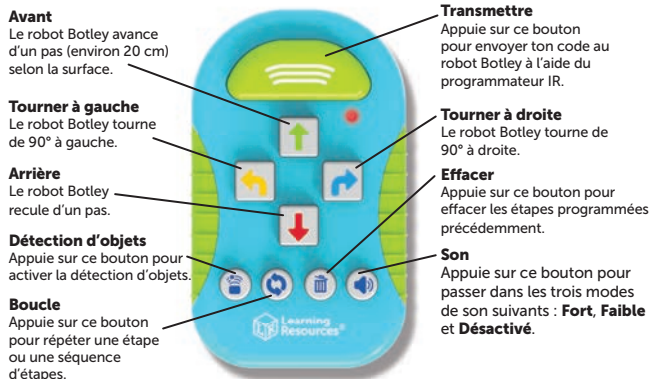 Avant
Le robot Botley avance
d'un pas (environ 20 cm)
selon la surface.
Tourner à gauche
Le robot Botley tourne
de 90° à gauche.
Arrière
Le robot Botley
recule d'un pas.
Détection d'objets
Appuie sur ce bouton pour
activer la détection d'objets.
Boucle
Appuie sur ce bouton
pour répéter une étape
ou une séquence
d'étapes.
Transmettre
Appuie sur ce bouton
pour envoyer ton code au
robot Botley à l'aide du
programmateur IR.
Tourner à droite
Le robot Botley tourne de
90° à droite.
Effacer
Appuie sur ce bouton pour
effacer les étapes programmées
précédemment.
Son
Appuie sur ce bouton pour
passer dans les trois modes
de son suivants : Fort, Faible
et Désactivé.
Learning
Resources®